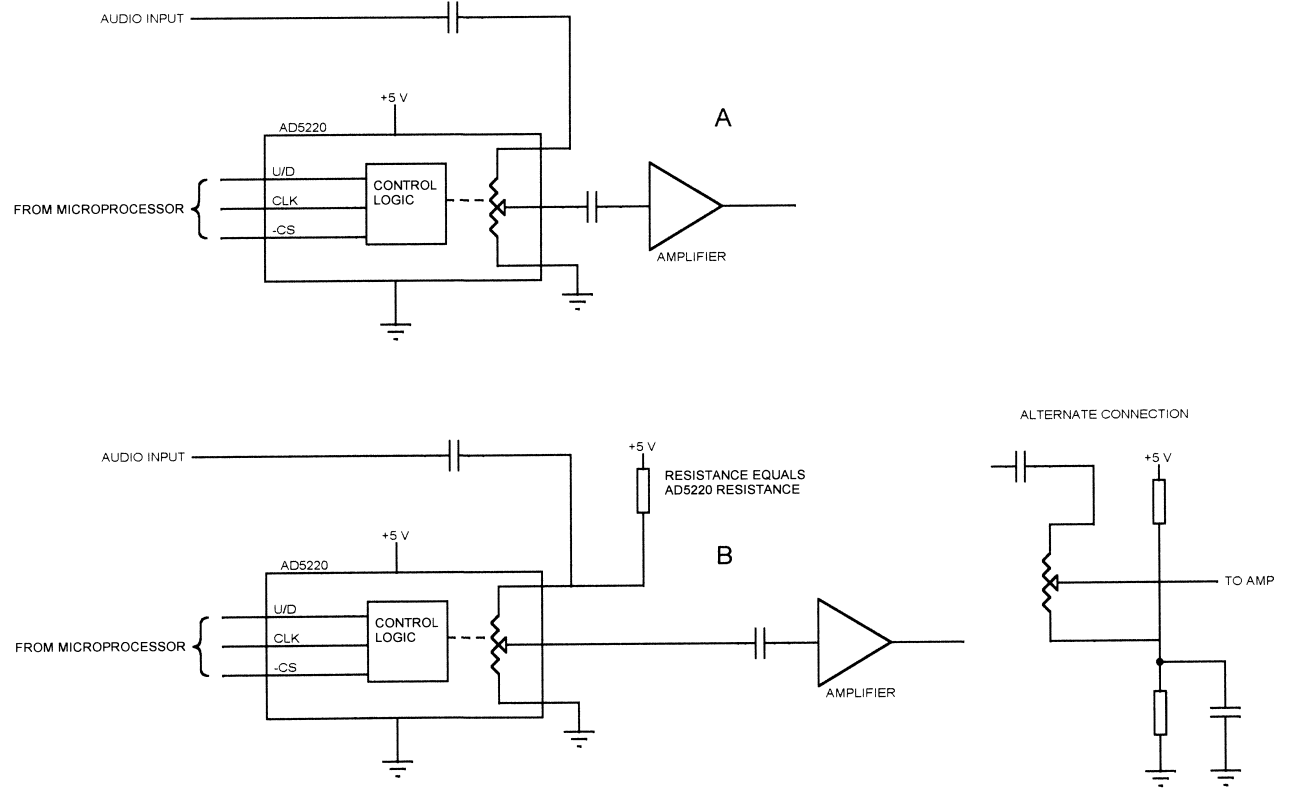 AUDIO INPUT
+5 V
A
AD5220
U/D
CONTROL
LOGIC
CLK
FROM MICROPROCESSOR
-CS
AMPLIFIER
ALTERNATE CONNECTION
AUDIO INPUT
+5 V
RESISTANCE EQUALS
AD5220 RESISTANCE
+5 V
+5 V
B
AD5220
U/D
CONTROL
LOGIC
CLK
FROM MICROPROCESSOR
-CS
AMPLIFIER
TO AMP